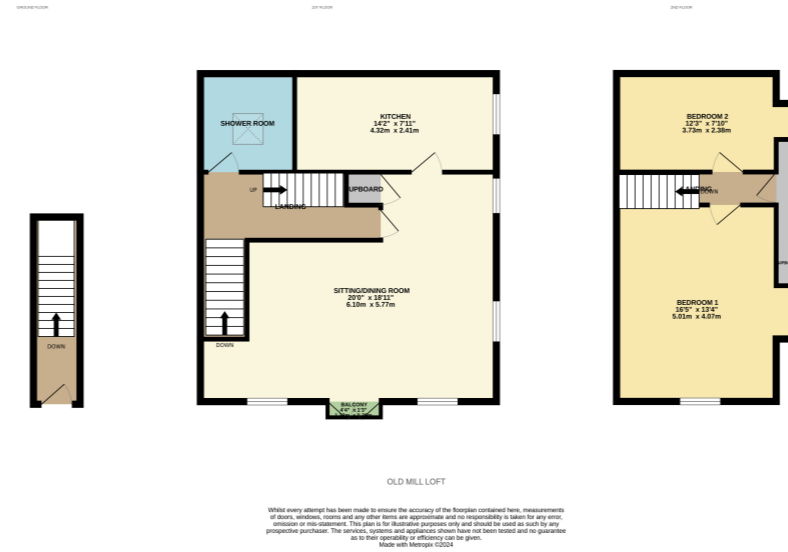 GROUND FLOOR
1ST FLOOR
2ND FLOOR
SHOWER ROOM
KITCHEN
14'2" x 7'11"
4.32m x 2.41m
BEDROOM 2
12'3" x 7'10"
3.73m x 2.38m
UP
UPBOARD
LANDING
LANDING
DOWN
SITTING/DINING ROOM
20'0" x 18'11"
6.10m x 5.77m
BEDROOM 1
16'5" x 13'4"
5.01m x 4.07m
DOWN
DOWN
BALCONY
OLD MILL LOFT
Whilst every attempt has been made to ensure the accuracy of the floorplan contained here, measurements
of doors, windows, rooms and any other items are approximate and no responsibility is taken for any error,
omission or mis-statement. This plan is for illustrative purposes only and should be used as such by any
prospective purchaser. The services, systems and appliances shown have not been tested and no guarantee
as to their operability or efficiency can be given.
Made with Metropix ©2024